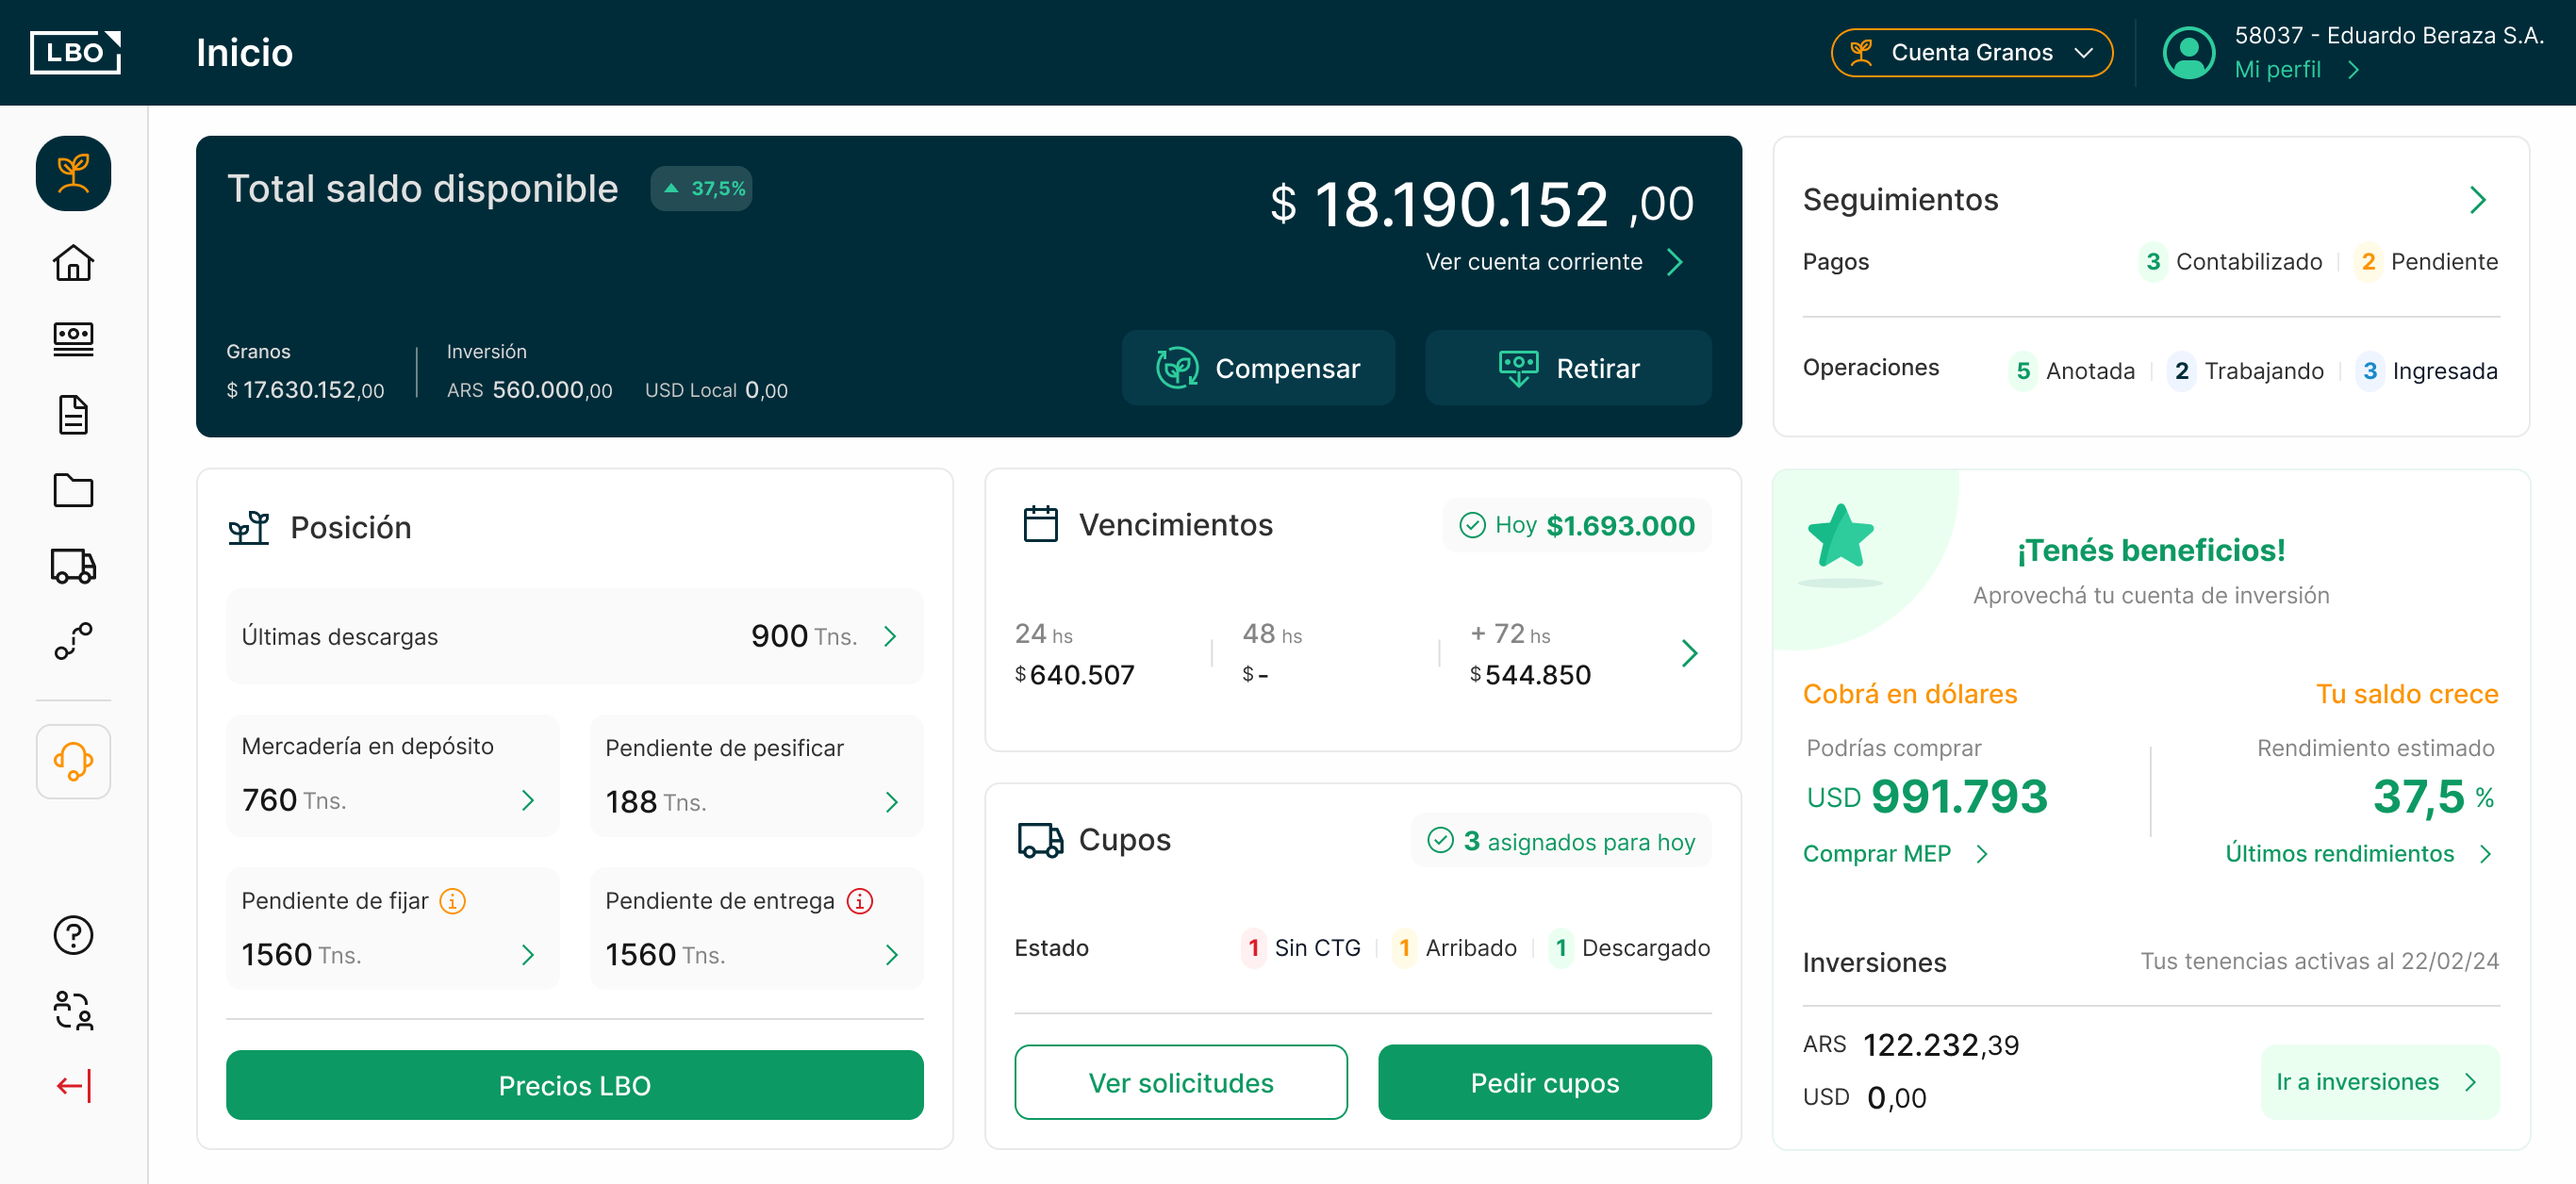 LBO
Inicio
Cuenta Granos
58037 - Eduardo Beraza S.A.
Mi perfil
Total saldo disponible
37,5%
$ 18.190.152 ,00
Ver cuenta corriente
Granos
$ 17.630.152,00
Inversión
ARS 560.000,00
USD Local 0,00
Compensar
Retirar
Seguimientos
Pagos
3 Contabilizado
2 Pendiente
Operaciones
5 Anotada
2 Trabajando
3 Ingresada
Posición
Últimas descargas
900 Tns.
Mercadería en depósito
760 Tns.
Pendiente de pesificar
188 Tns.
Pendiente de fijar
1560 Tns.
Pendiente de entrega
1560 Tns.
Precios LBO
Vencimientos
Hoy $1.693.000
24 hs
$ 640.507
48 hs
$ -
+ 72 hs
$ 544.850
Cupos
3 asignados para hoy
Estado
1 Sin CTG
1 Arribado
1 Descargado
Ver solicitudes
Pedir cupos
¡Tenés beneficios!
Aprovechá tu cuenta de inversión
Cobrá en dólares
Podrías comprar
USD 991.793
Comprar MEP
Tu saldo crece
Rendimiento estimado
37,5 %
Últimos rendimientos
Inversiones
Tus tenencias activas al 22/02/24
ARS 122.232,39
USD 0,00
Ir a inversiones